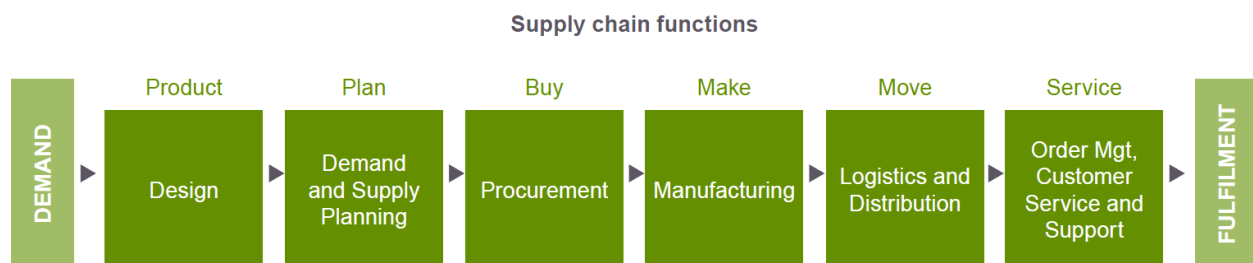 Supply chain functions
DEMAND
Product
Design
Plan
Demand
and Supply
Planning
Buy
Procurement
Make
Manufacturing
Move
Logistics and
Distribution
Service
Order Mgt,
Customer
Service and
Support
FULFILMENT